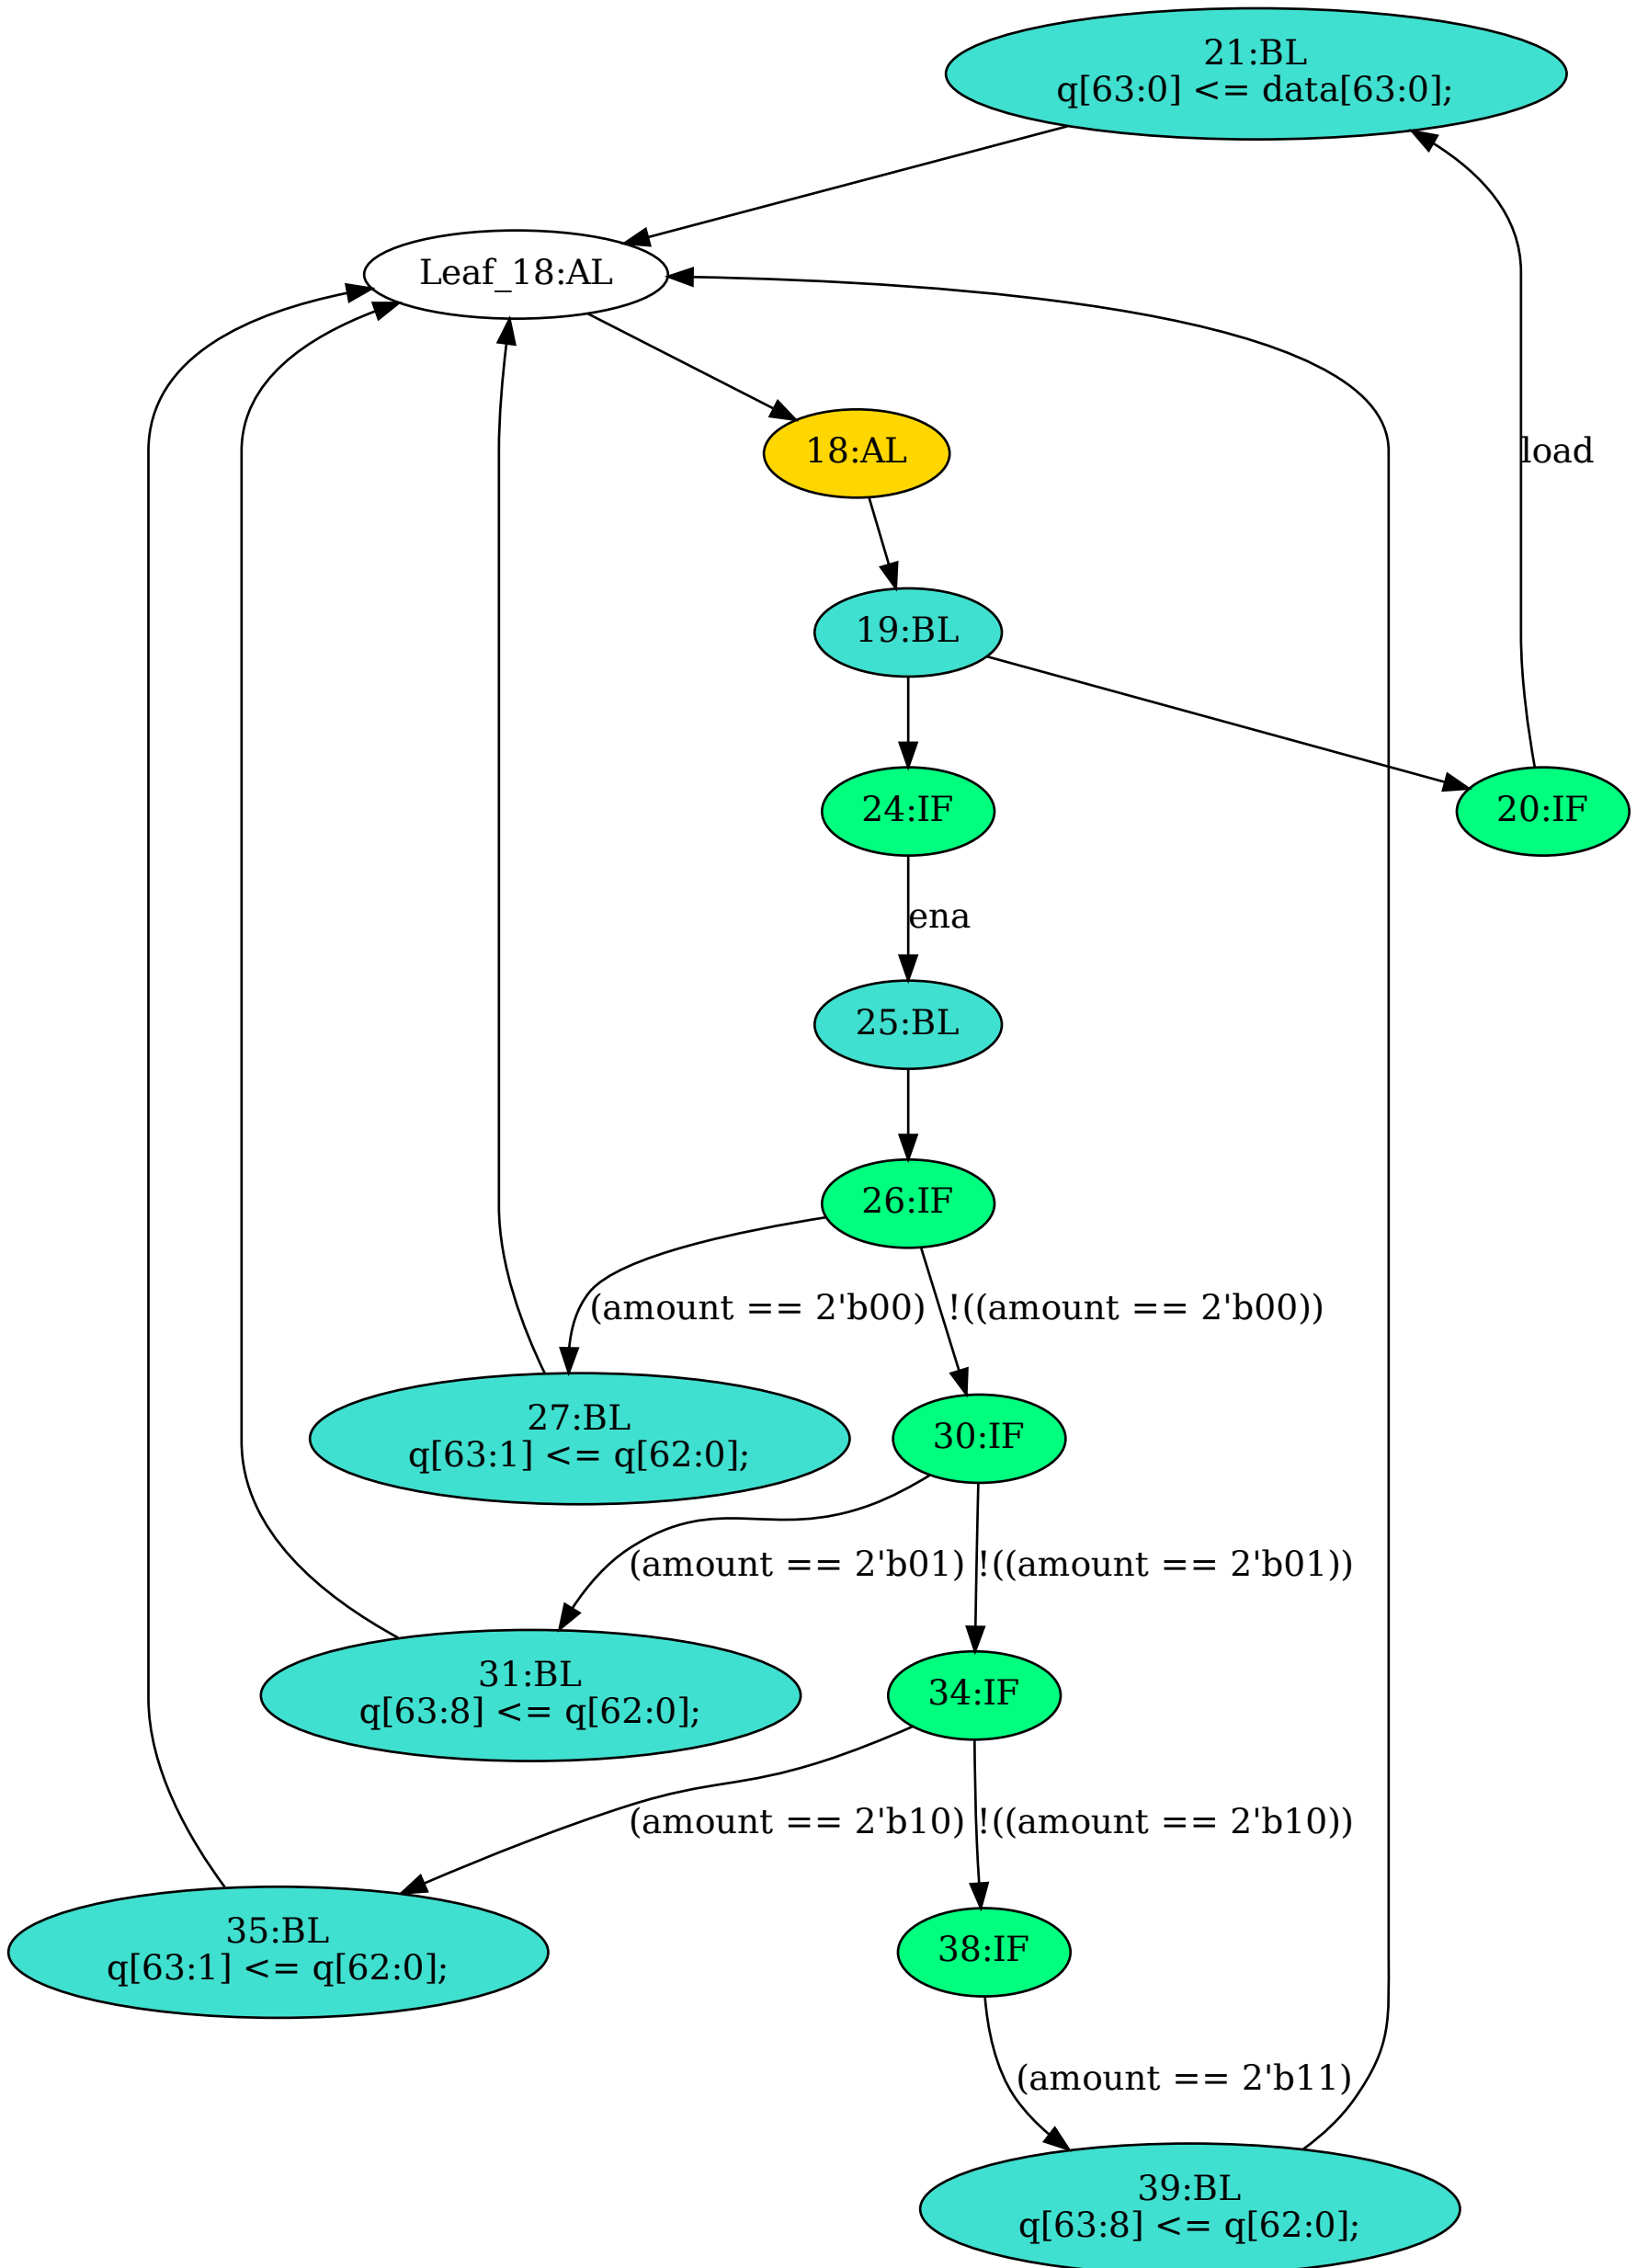 21:BL
q[63:0] <= data[63:0];
Leaf_18:AL
18:AL
load
19:BL
24:IF
20:IF
ena
25:BL
26:IF
(amount == 2'b00)
!((amount == 2'b00))
27:BL
q[63:1] <= q[62:0];
30:IF
(amount == 2'b01)
!((amount == 2'b01))
31:BL
q[63:8] <= q[62:0];
34:IF
(amount == 2'b10)
!((amount == 2'b10))
35:BL
q[63:1] <= q[62:0];
38:IF
(amount == 2'b11)
39:BL
q[63:8] <= q[62:0];